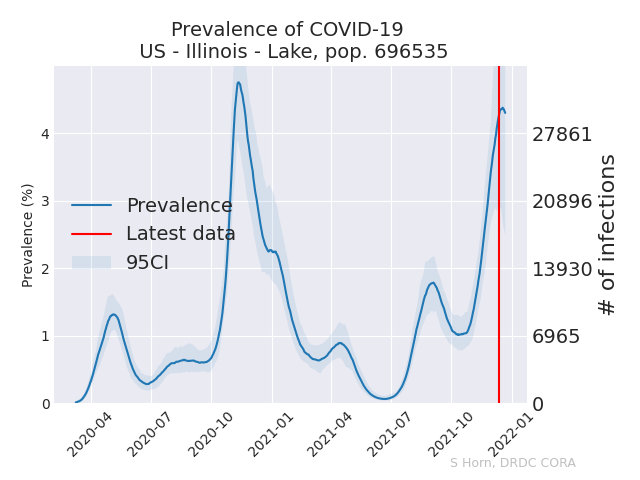 Prevalence of COVID-19
US - Illinois - Lake, pop. 696535
Prevalence (%)
4
3
2
1
0
Prevalence
Latest data
95CI
27861
20896
13930
6965
0
# of infections
2020-04
2020-07
2020-10
2021-01
2021-04
2021-07
2021-10
2022-01
S Horn, DRDC CORA